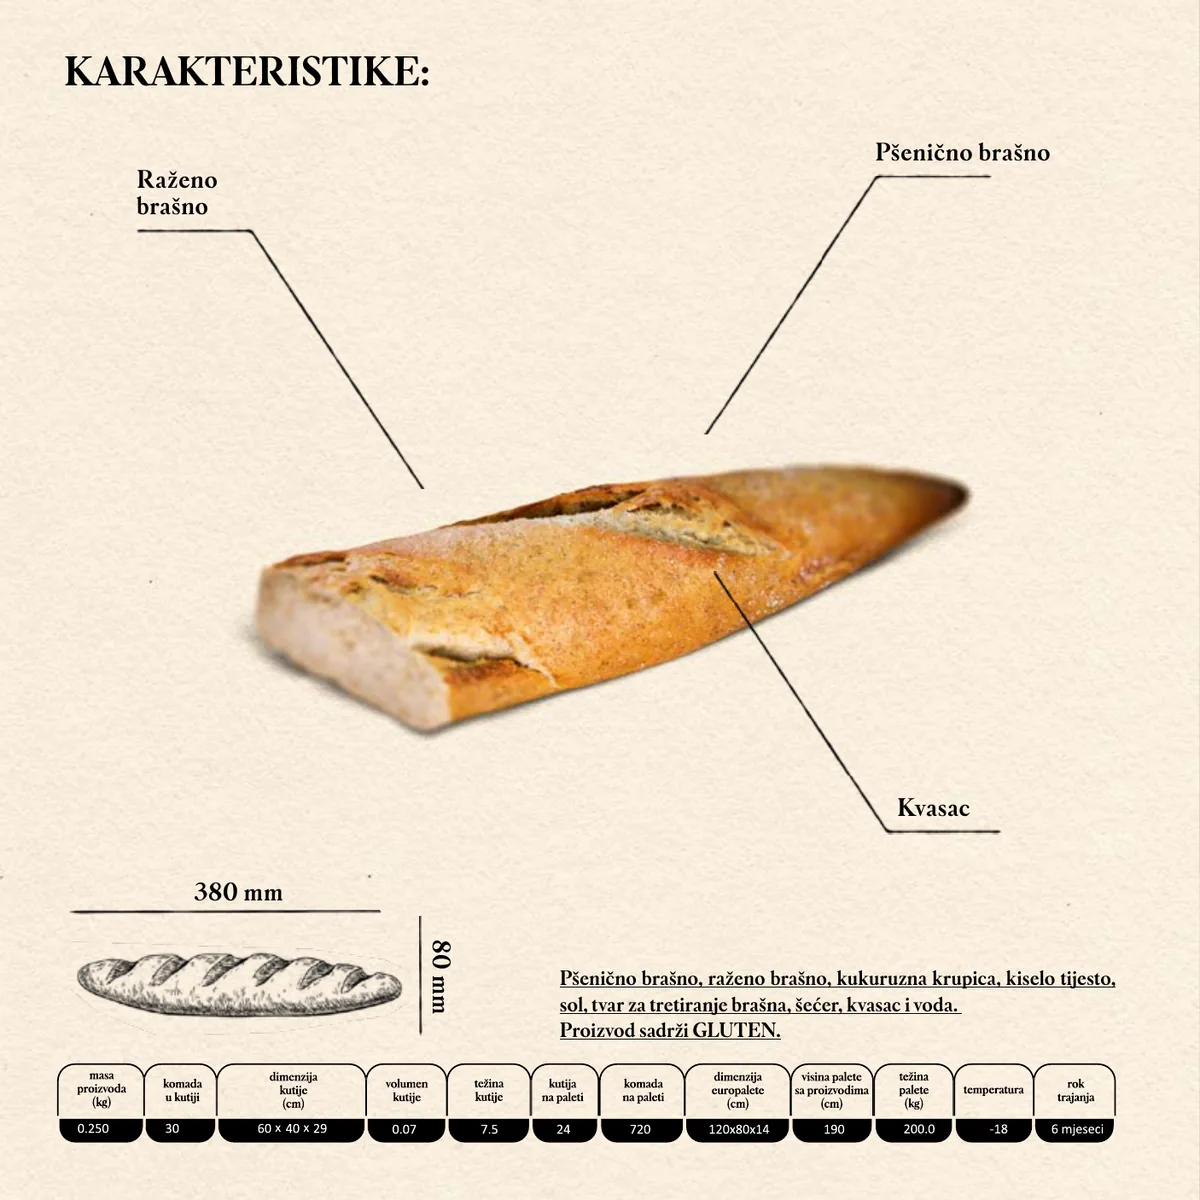 KARAKTERISTIKE:
Pšenično brašno
Raženo
brašno
Kvasac
380 mm
80 mm
Pšenično brašno, raženo brašno, kukuruzna krupica, kiselo tijesto,
sol, tvar za tretiranje brašna, šećer, kvasac i voda.
Proizvod sadrži GLUTEN.
masa proizvoda (kg)
komada u kutiji
dimenzija kutije (cm)
volumen kutije
težina kutije
kutija na paleti
komada na paleti
dimenzija europalete (cm)
visina palete sa proizvodima (cm)
težina palete (kg)
temperatura
rok trajanja
0.250
30
60 x 40 x 29
0.07
7.5
24
720
120x80x14
190
200.0
-18
6 mjeseci